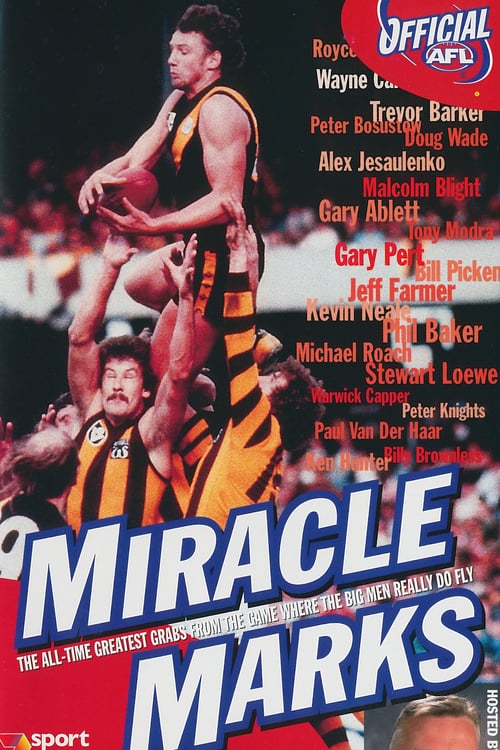 OFFICIAL
AFL
Royce
Wayne
Trevor Barker
Peter Bosustow
Doug Wade
Alex Jesaulenko
Malcolm Blight
Gary Ablett
Tony Modra
Gary Pert
Bill Picken
Jeff Farmer
Kevin Neale
Phil Baker
Michael Roach
Stewart Loewe
Warwick Capper
Peter Knights
Paul Van Der Haar
Billy Brownless
Ken Hunter
MIRACLE
THE ALL-TIME GREATEST GRABS FROM THE GAME WHERE THE BIG MEN REALLY DO FLY
MARKS
HOSTED
sport